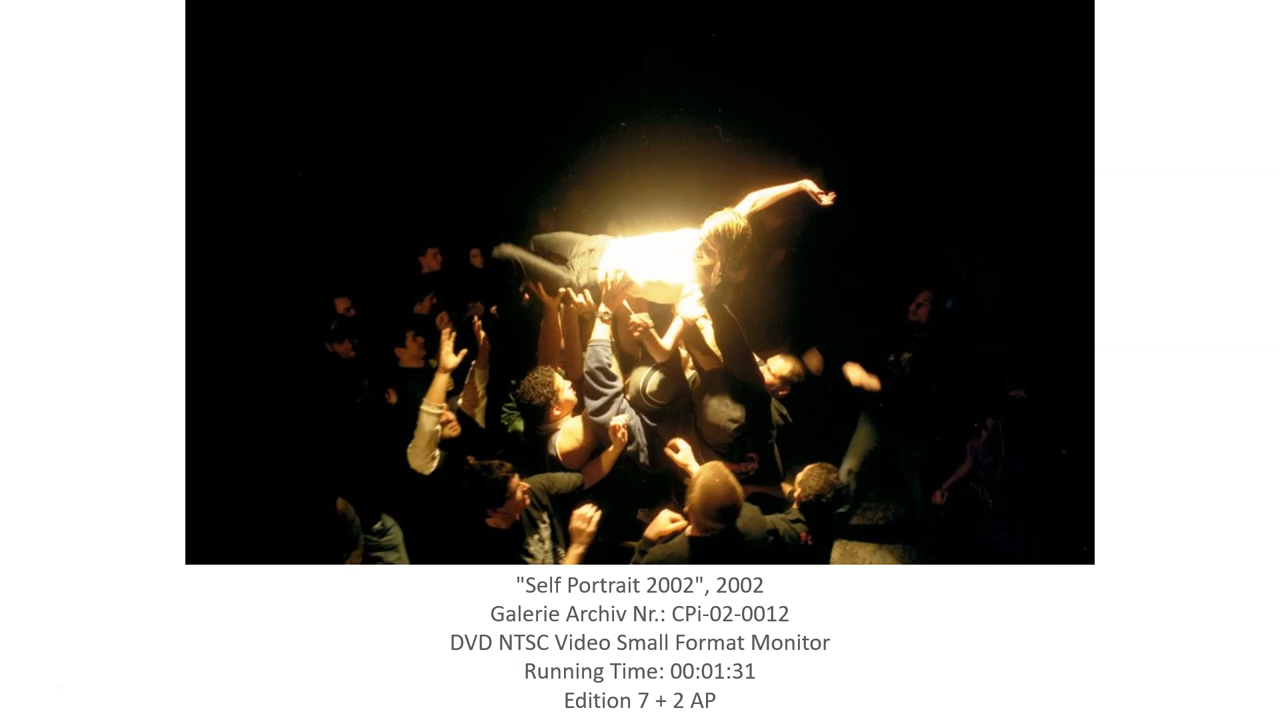 "Self Portrait 2002", 2002
Galerie Archiv Nr.: CPi-02-0012
DVD NTSC Video Small Format Monitor
Running Time: 00:01:31
Edition 7 + 2 AP